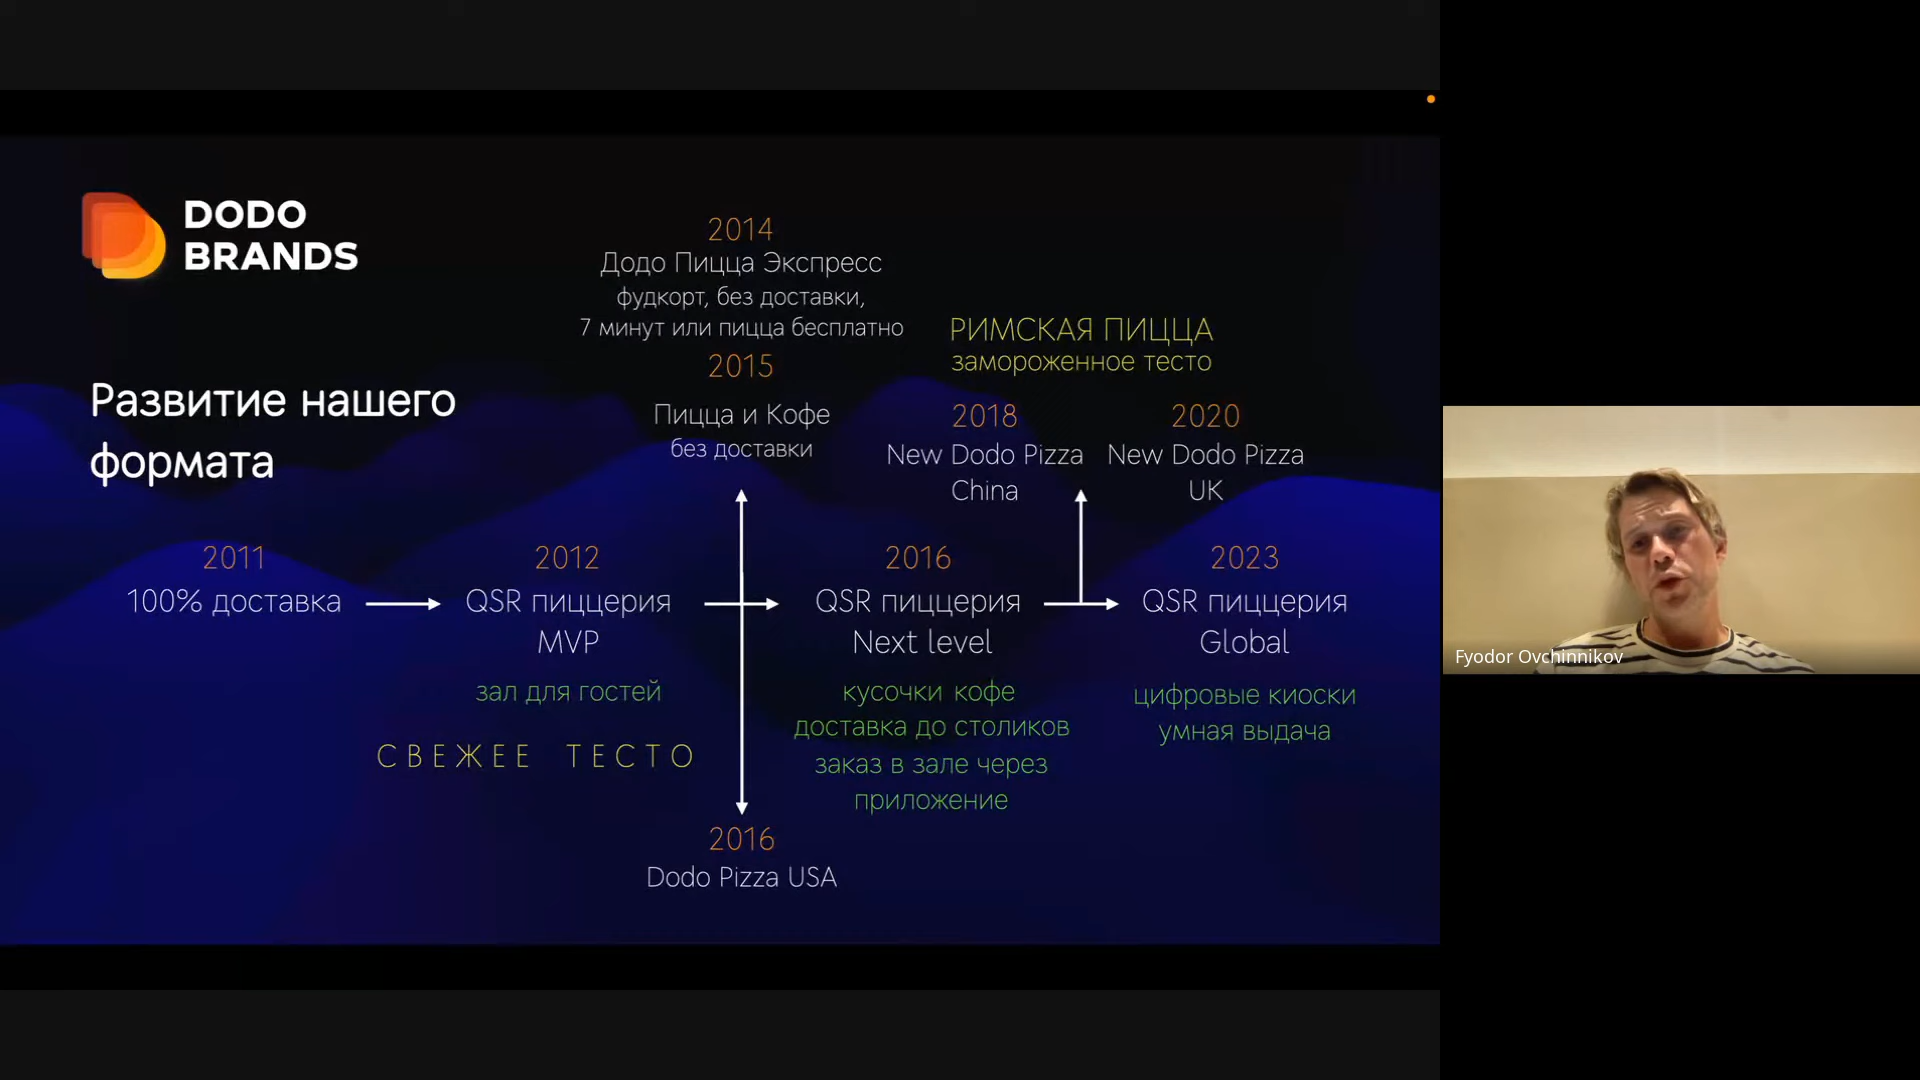 DODO
BRANDS
Развитие нашего
формата
2014
Додо Пицца Экспресс
фудкорт, без доставки,
7 минут или пицца бесплатно
2015
Пицца и Кофе
без доставки
РИМСКАЯ ПИЦЦА
замороженное тесто
2018
New Dodo Pizza
China
2020
New Dodo Pizza
UK
2011
100% доставка
2012
QSR пиццерия
MVP
зал для гостей
СВЕЖЕЕ ТЕСТО
2016
QSR пиццерия
Next level
кусочки кофе
доставка до столиков
заказ в зале через
приложение
2023
QSR пиццерия
Global
цифровые киоски
умная выдача
2016
Dodo Pizza USA
Fyodor Ovchinnikov